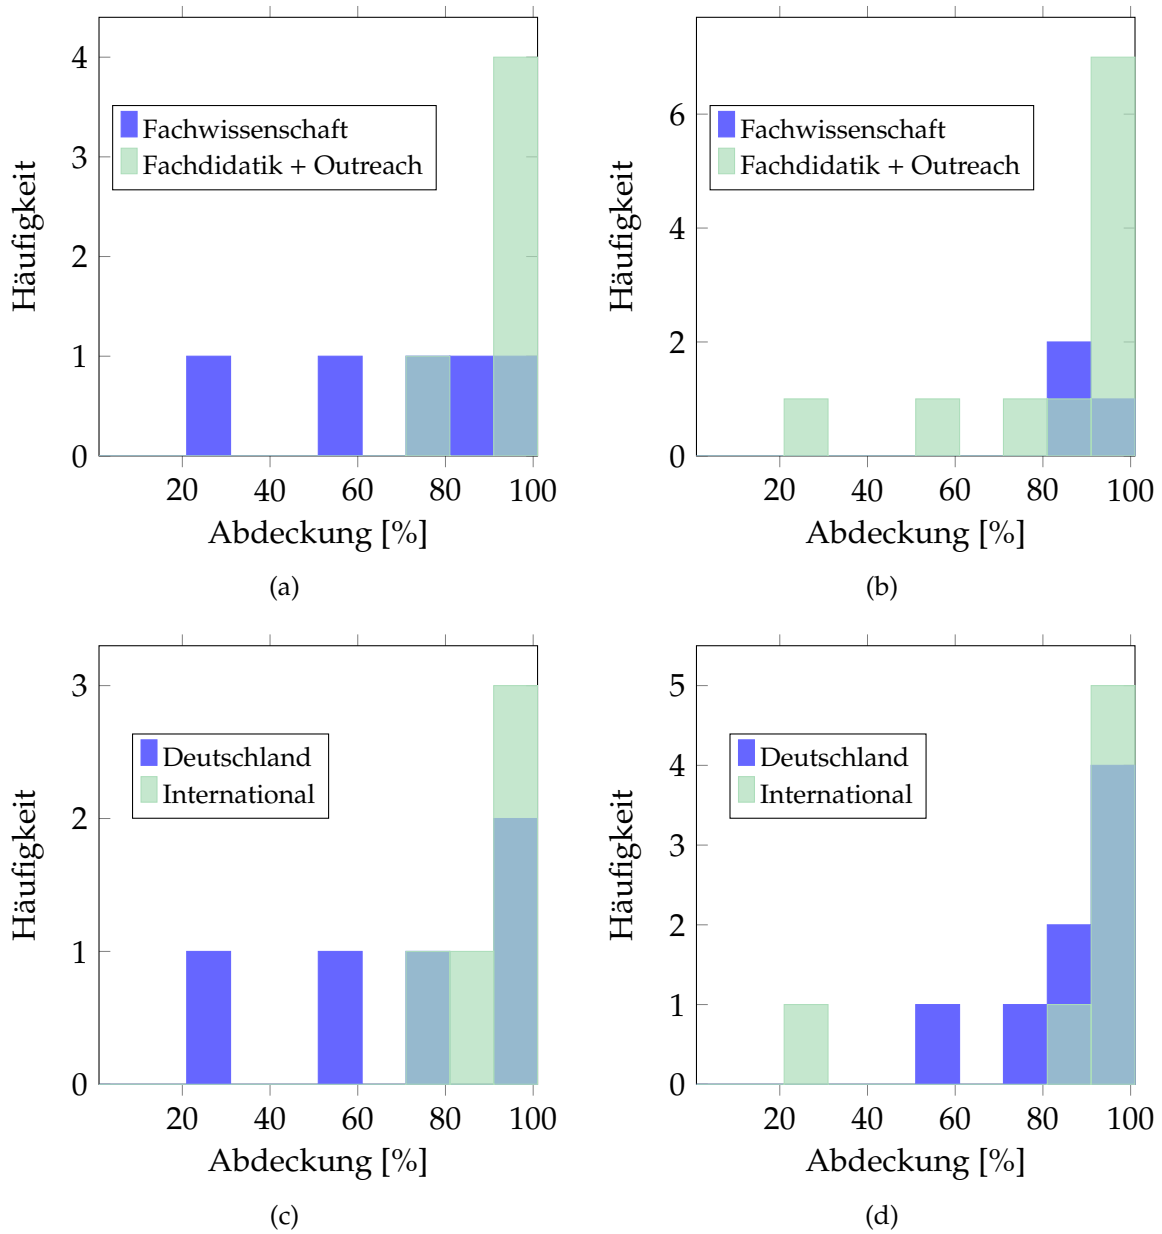 4
3
2
1
0
Häufigkeit
Fachwissenschaft
Fachdidatik + Outreach
20 40 60 80 100
Abdeckung [%]
(a)
6
4
2
0
Häufigkeit
Fachwissenschaft
Fachdidatik + Outreach
20 40 60 80 100
Abdeckung [%]
(b)
3
2
1
0
Häufigkeit
Deutschland
International
20 40 60 80 100
Abdeckung [%]
(c)
5
4
3
2
1
0
Häufigkeit
Deutschland
International
20 40 60 80 100
Abdeckung [%]
(d)